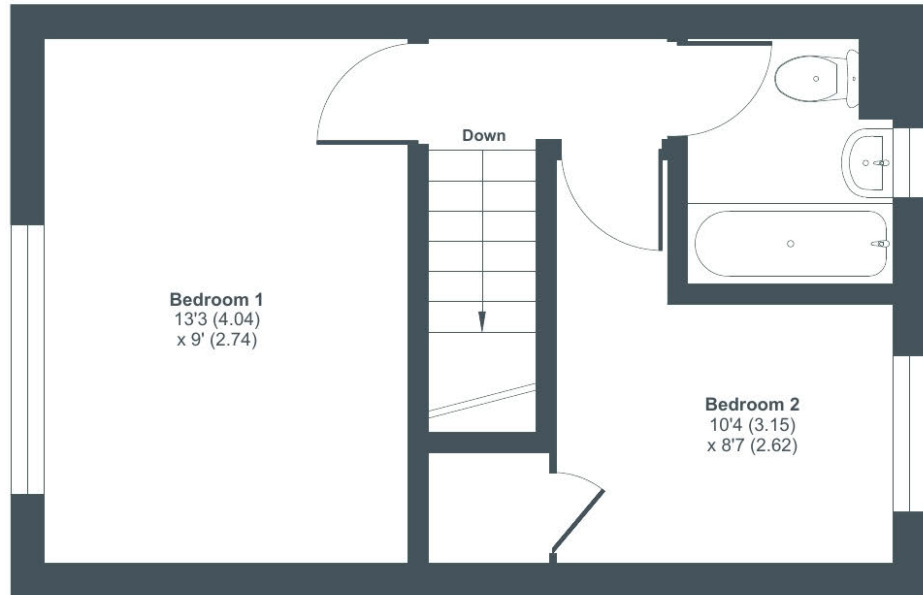 Down
Bedroom 1
13'3 (4.04)
x 9' (2.74)
Bedroom 2
10'4 (3.15)
x 8'7 (2.62)